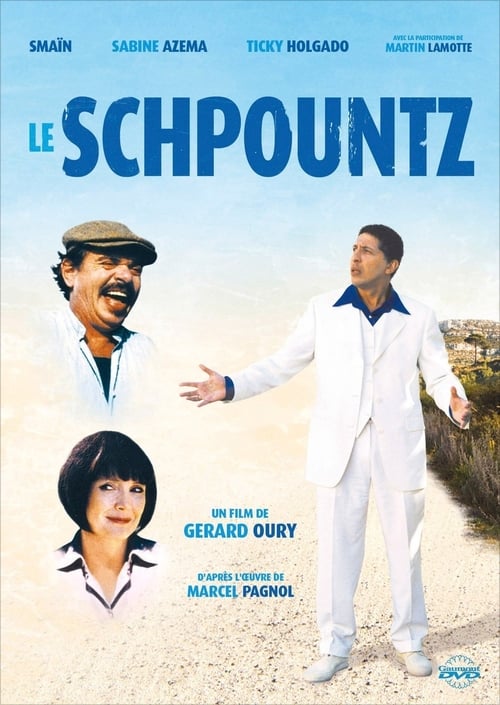 SMAÏN SABINE AZEMA TICKY HOLGADO AVEC LA PARTICIPATION DE
MARTIN LAMOTTE
LE SCHPOUNTZ
UN FILM DE
GERARD OURY
D'APRÈS L'ŒUVRE DE
MARCEL PAGNOL
Gaumont
DVD